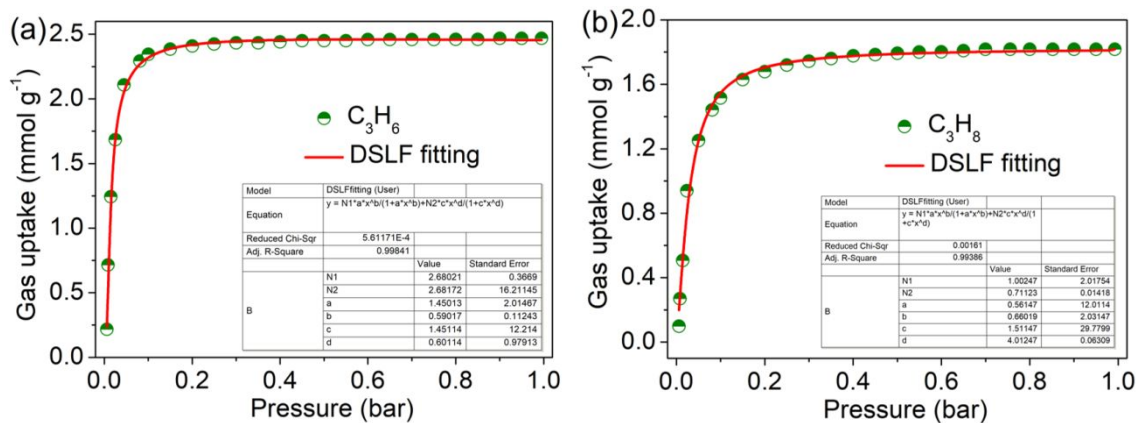 (a)
2.5
2.0
1.5
1.0
0.5
0.0
Gas uptake (mmol g⁻¹)
C₃H₆
DSLF fitting
Model DSLFfitting (User)
Equation y = N1*a*x^b/(1+a*x^b)+N2*c*x^d/(1+c*x^d)
Reduced Chi-Sqr 5.61171E-4
Adj. R-Square 0.99841
Value Standard Error
B N1 2.68021 0.3669
N2 2.68172 16.21145
a 1.45013 2.01467
b 0.59017 0.11243
c 1.45114 12.214
d 0.60114 0.97913
0.0 0.2 0.4 0.6 0.8 1.0
Pressure (bar)
(b)
2.0
1.6
1.2
0.8
0.4
0.0
Gas uptake (mmol g⁻¹)
C₃H₈
DSLF fitting
Model DSLFfitting (User)
Equation y = N1*a*x^b/(1+a*x^b)+N2*c*x^d/(1
+c*x^d)
Reduced Chi-Sqr 0.00161
Adj. R-Square 0.99386
Value Standard Error
B N1 1.00247 2.01754
N2 0.71123 0.01418
a 0.56147 12.0114
b 0.66019 2.03147
c 1.51147 29.7799
d 4.01247 0.06309
0.0 0.2 0.4 0.6 0.8 1.0
Pressure (bar)